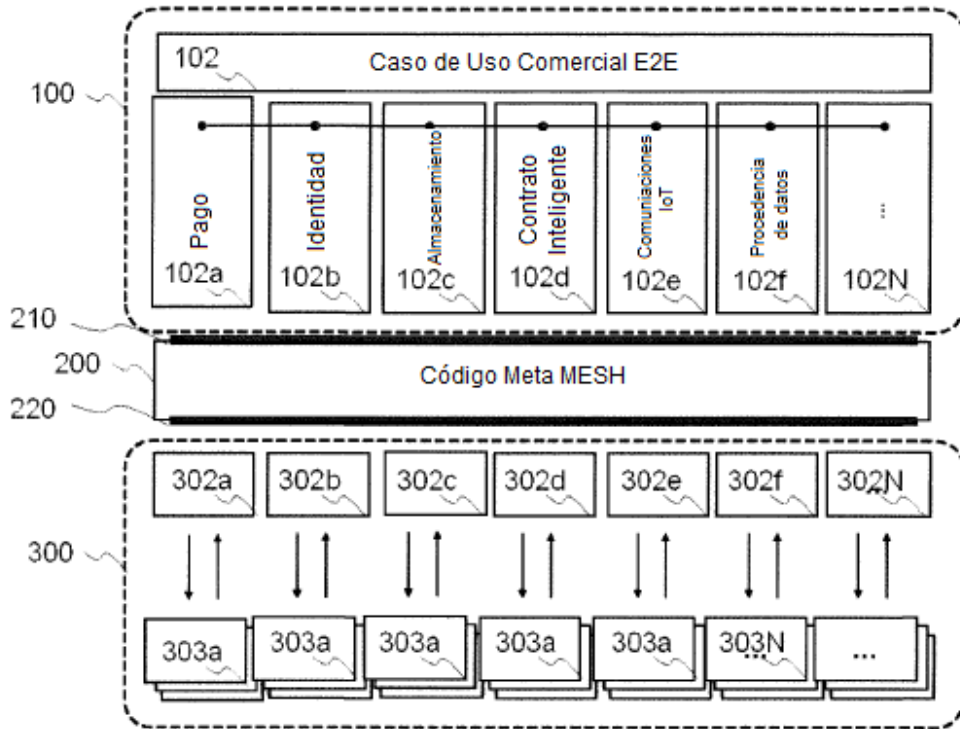 102 Caso de Uso Comercial E2E
100
Pago
Identidad
Almacenamiento
Contrato
Inteligente
Comuniaciones
IoT
Procedencia
de datos
...
102a 102b 102c 102d 102e 102f 102N
210
200
Código Meta MESH
220
302a 302b 302c 302d 302e 302f 302N
...
300
303a 303a 303a 303a 303a 303N ...
...